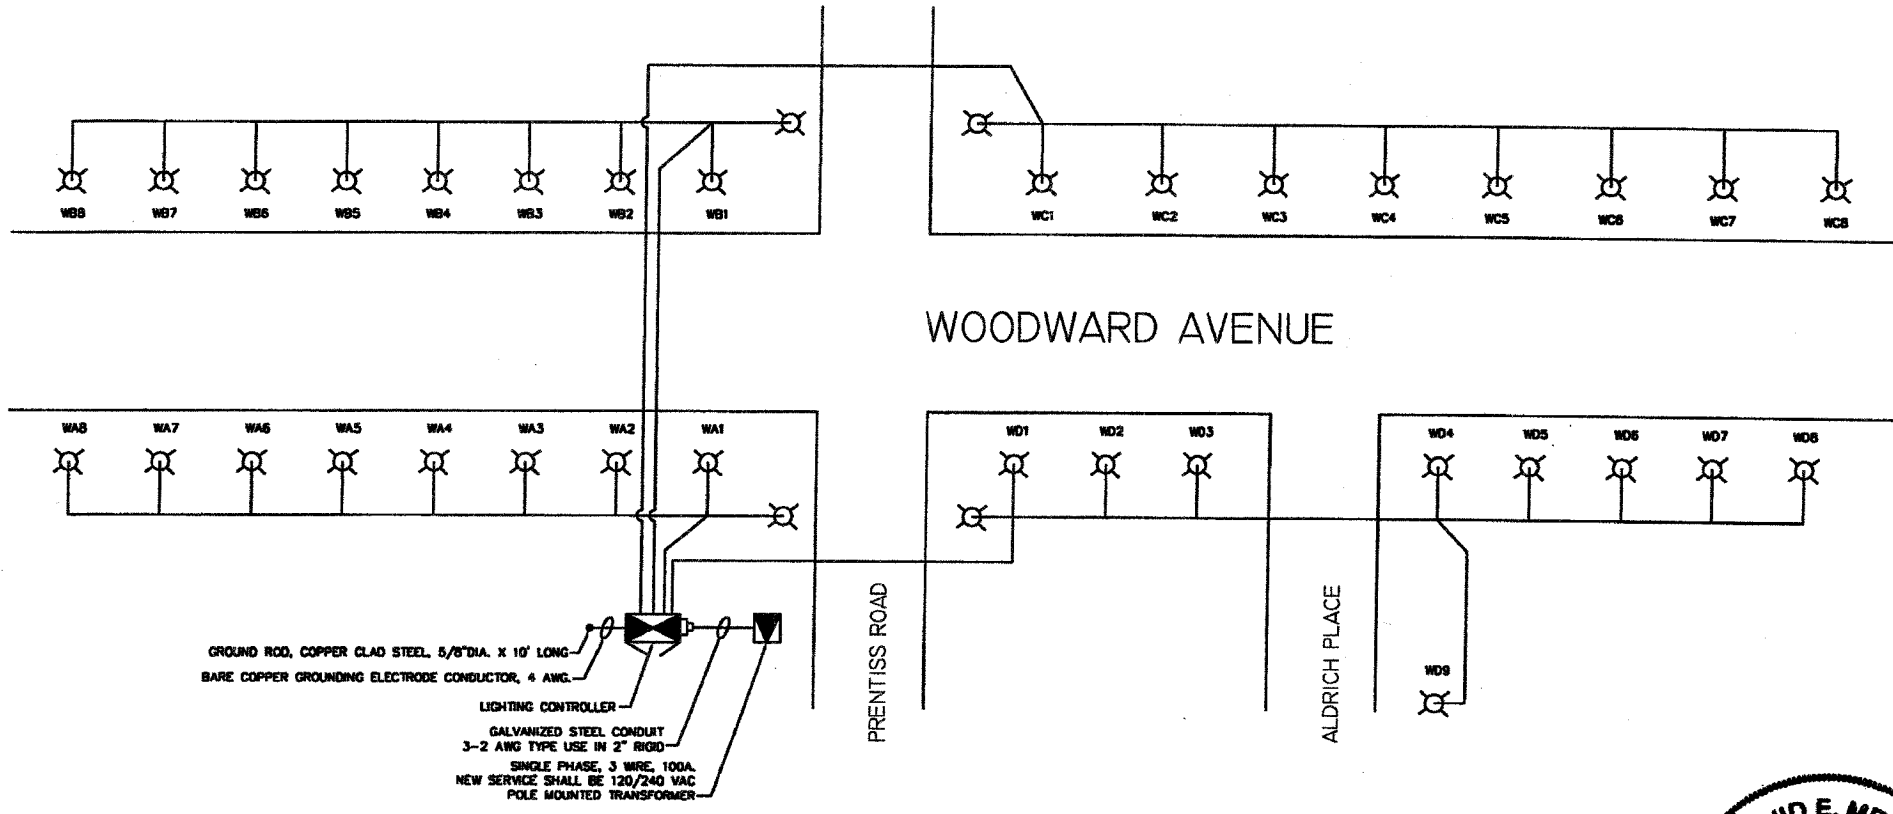 WB8 WB7 WB6 WB5 WB4 WB3 WB2 WB1
WC1 WC2 WC3 WC4 WC5 WC6 WC7 WC8
WOODWARD AVENUE
WA8 WA7 WA6 WA5 WA4 WA3 WA2 WA1
WD1 WD2 WD3
WD4 WD5 WD6 WD7 WD8
WD9
PRENTISS ROAD
ALDRICH PLACE
GROUND ROD, COPPER CLAD STEEL, 5/8"DIA. X 10' LONG
BARE COPPER GROUNDING ELECTRODE CONDUCTOR, 4 AWG.
LIGHTING CONTROLLER
GALVANIZED STEEL CONDUIT
3-2 AWG TYPE USE IN 2" RIGID
SINGLE PHASE, 3 WIRE, 100A.
NEW SERVICE SHALL BE 120/240 VAC
POLE MOUNTED TRANSFORMER
E.